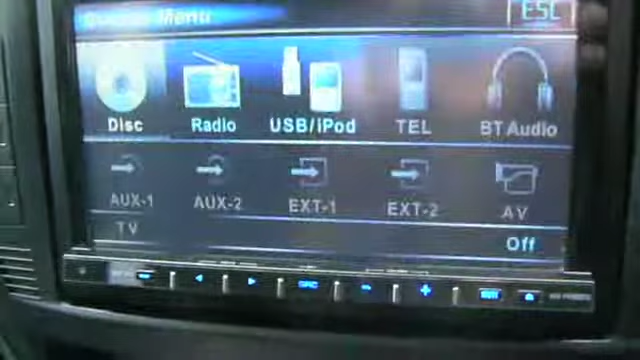 Menu ESC
Disc Radio USB/iPod TEL BT Audio
AUX-1 AUX-2 EXT-1 EXT-2 AV
TV Off
SRC +